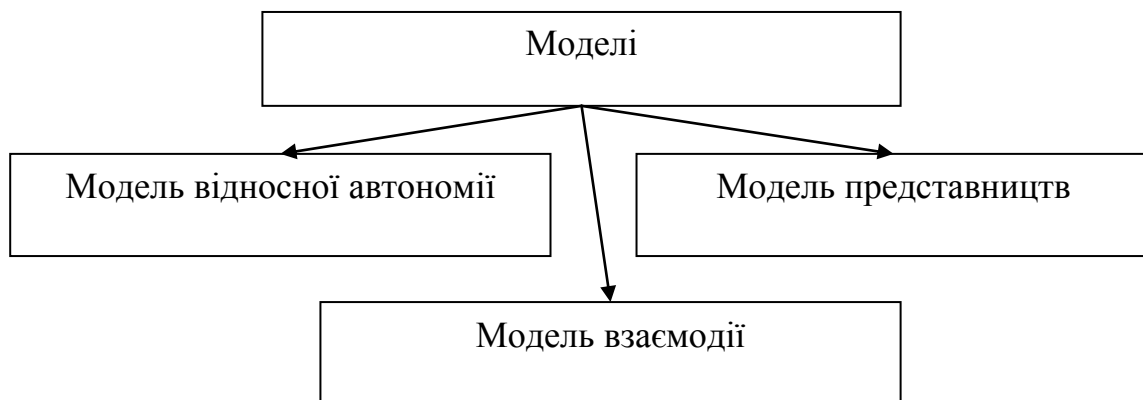 Моделі
Модель відносної автономії
Модель представництв
Модель взаємодії